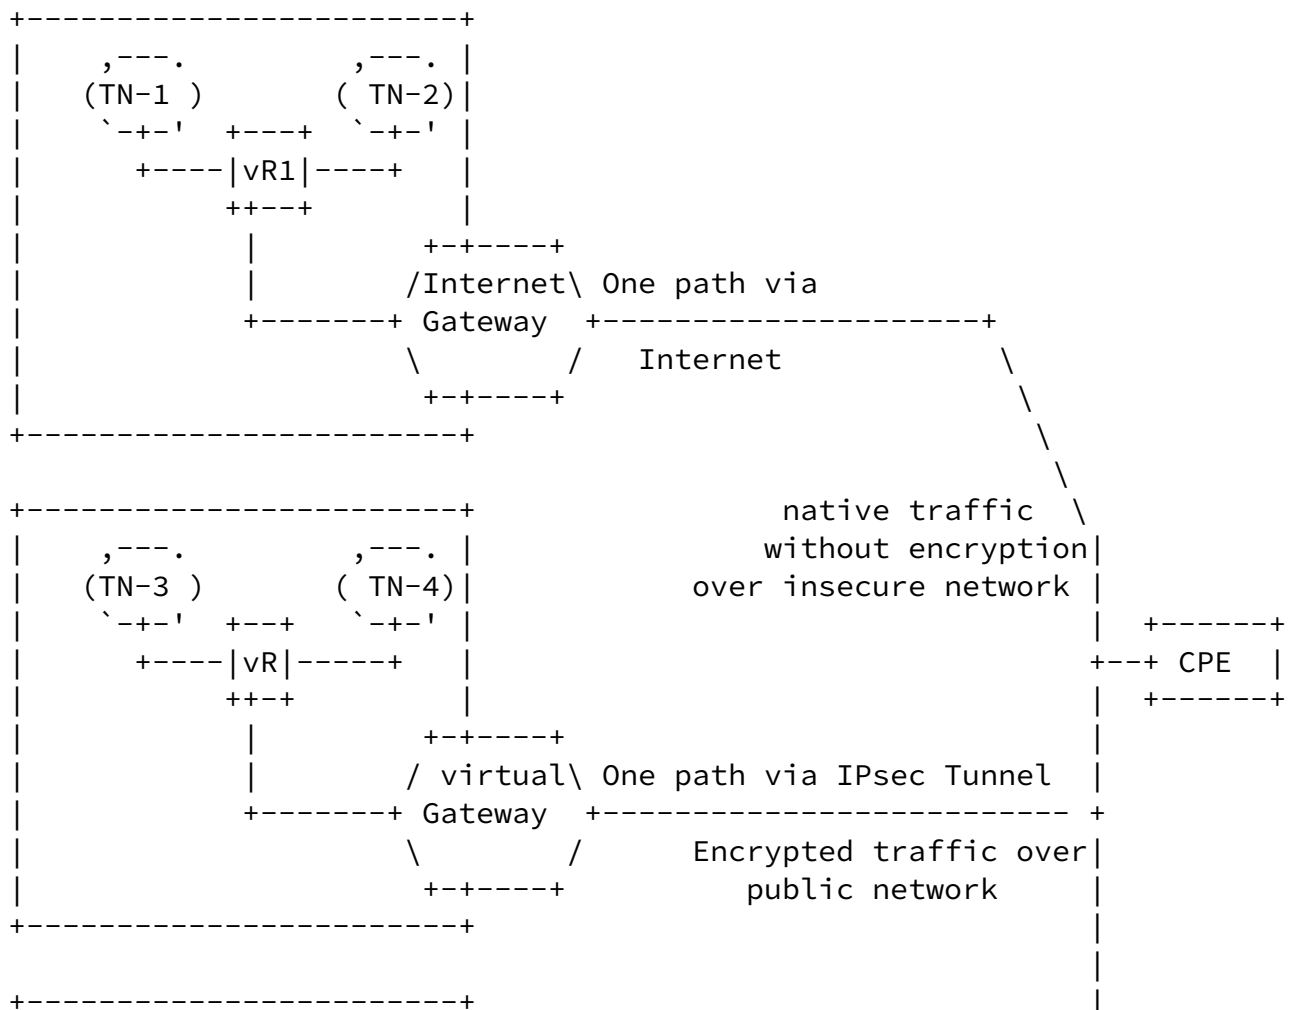 +------------------------+
|    ,---.         ,---. |
|   (TN-1 )       ( TN-2)|
|    `-+-'  +---+  `-+-' |
|      +----|vR1|----+   |
|           ++--+        |
|            |         +-+----+
|            |        /Internet\ One path via
|            +-------+ Gateway  +---------------------+
|                     \        /   Internet            \
|                      +-+----+                         \
+------------------------+                               \
                                                          \
+------------------------+                 native traffic  \
|    ,---.         ,---. |                without encryption|
|   (TN-3 )       ( TN-4)|            over insecure network |
|    `-+-'  +--+   `-+-' |                                  |  +------+
|      +----|vR|-----+   |                                  +--+ CPE  |
|           ++-+         |                                  |  +------+
|            |         +-+----+                             |
|            |        / virtual\ One path via IPsec Tunnel  |
|            +-------+ Gateway  +-------------------------- +
|                     \        /      Encrypted traffic over|
|                      +-+----+          public network     |
+------------------------+                                  |
                                                            |
+------------------------+                                  |